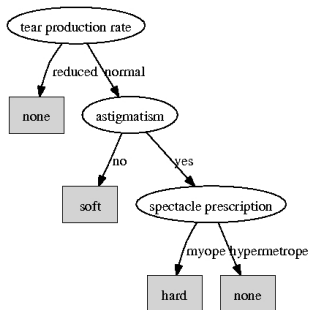 tear production rate
reduced normal
none
astigmatism
no
yes
soft
spectacle prescription
myope hypermetrope
hard
none